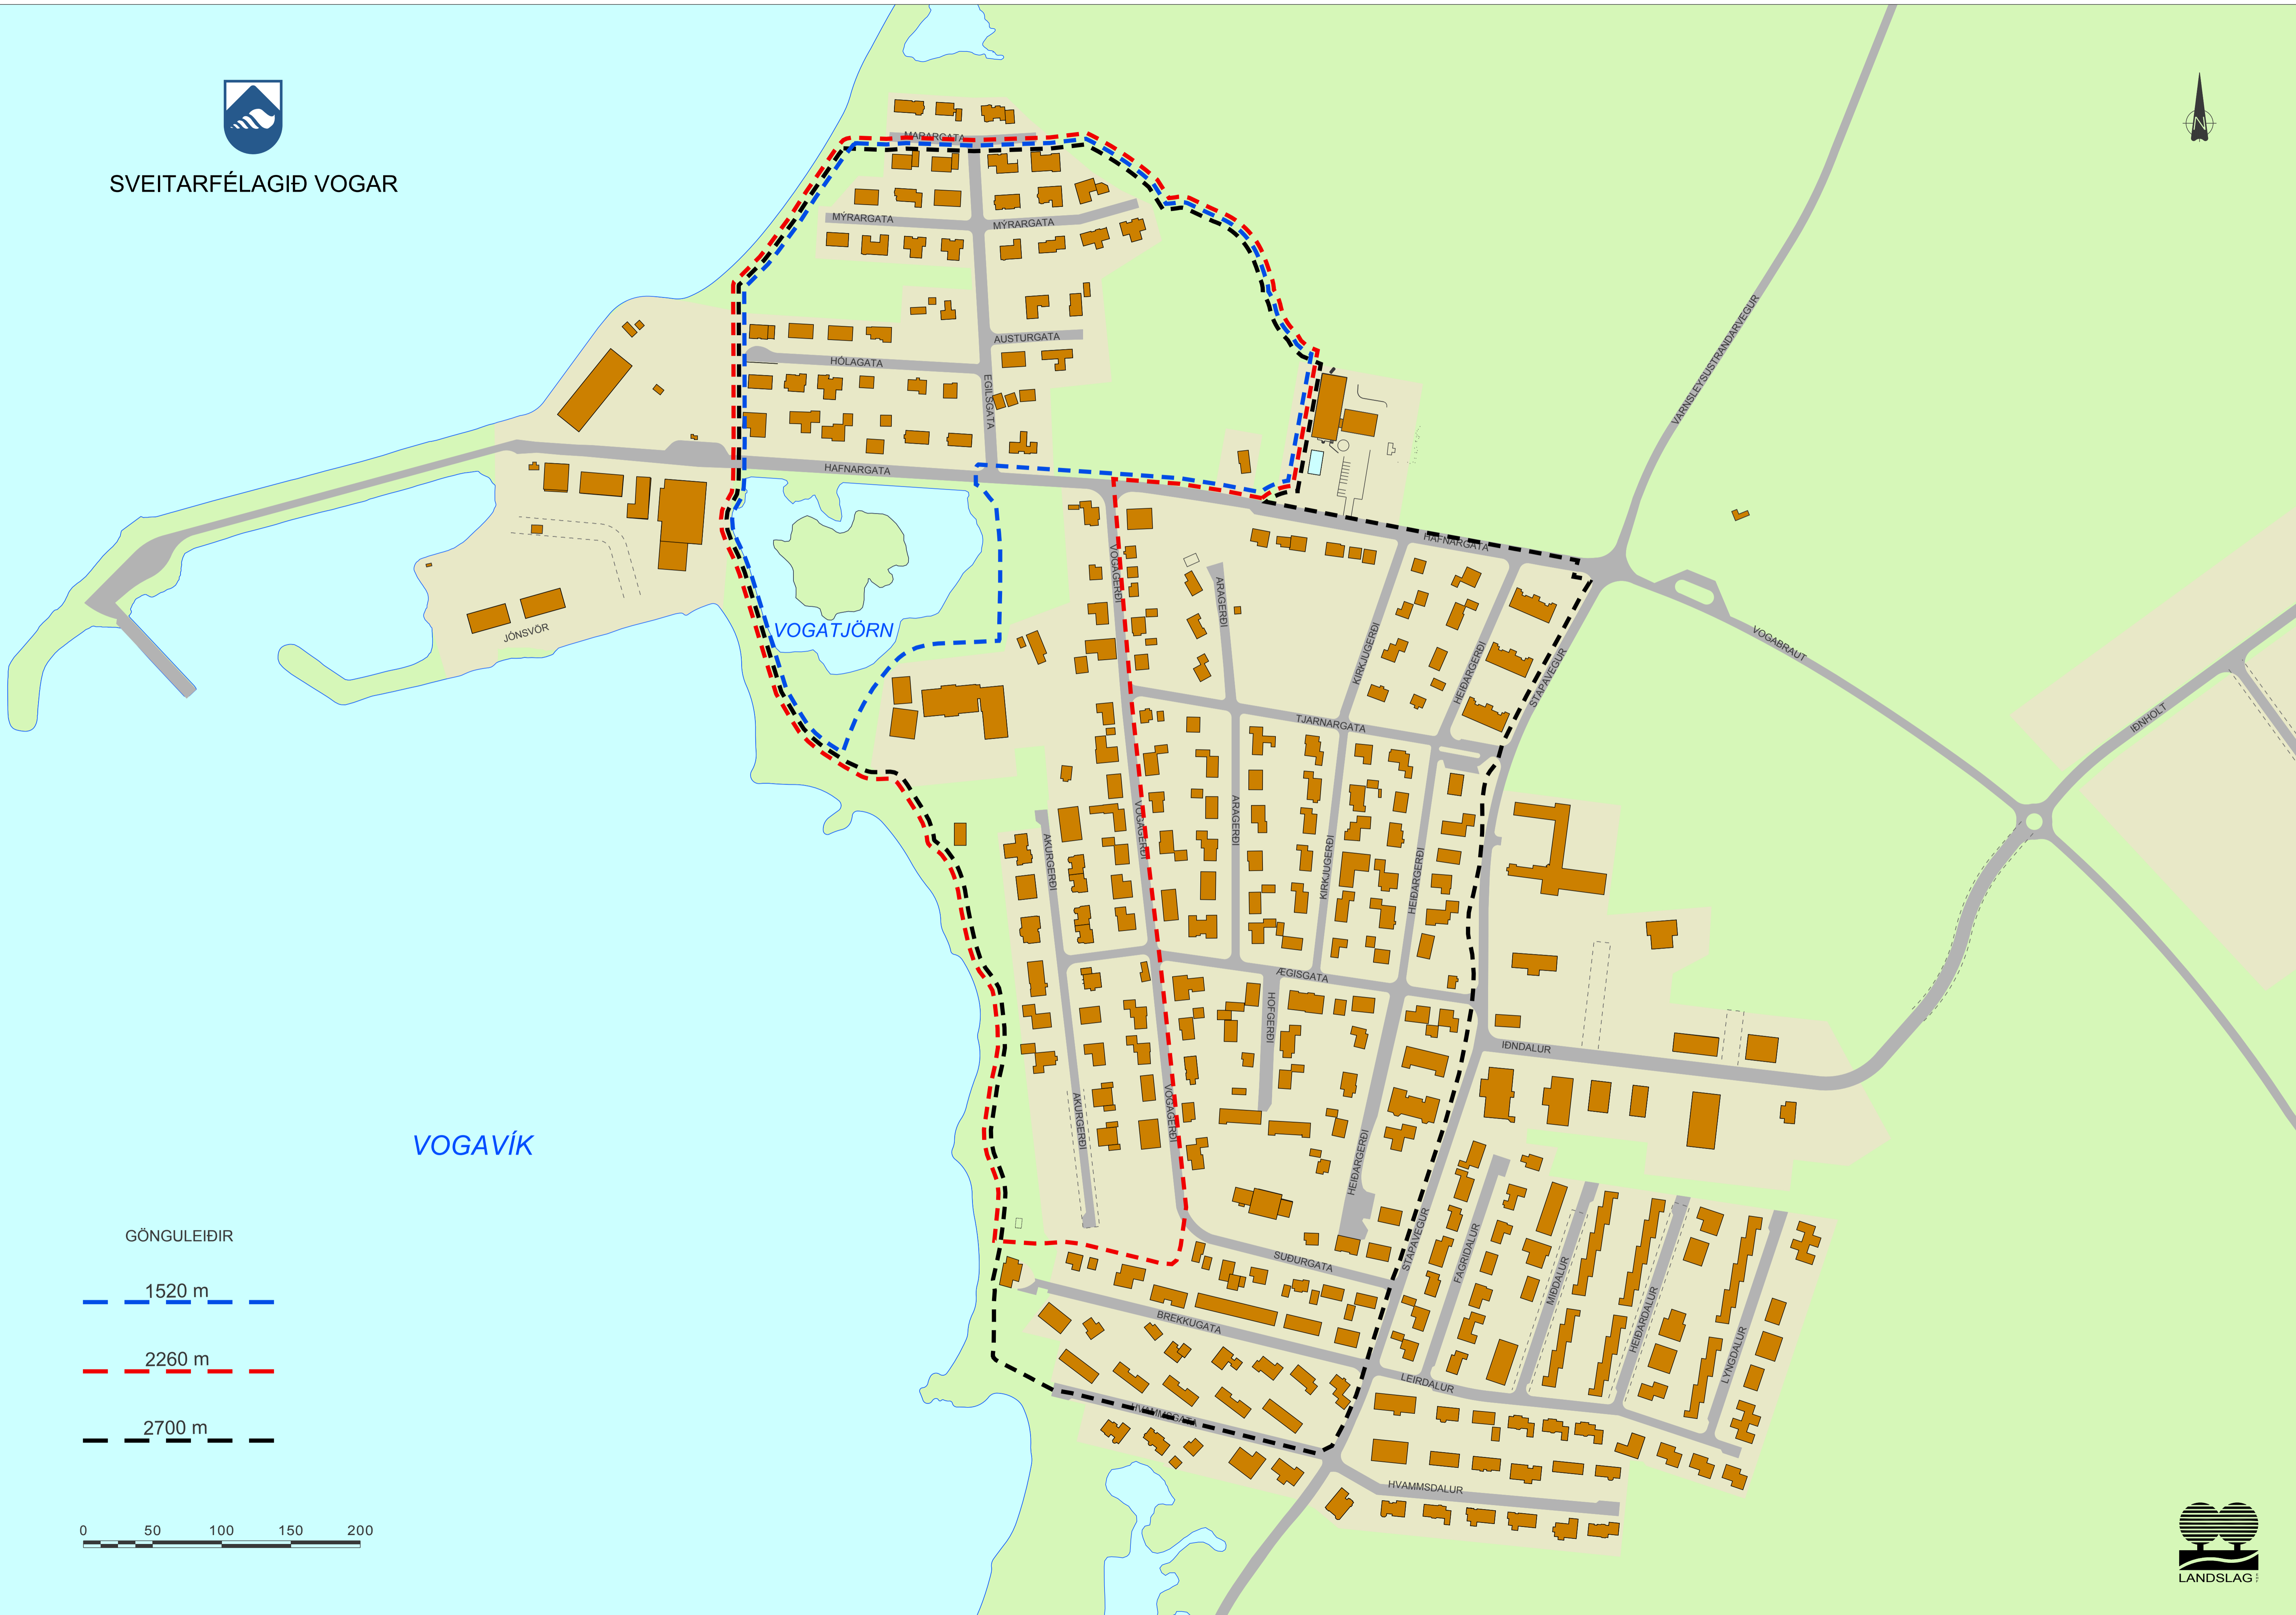 SVEITARFÉLAGIÐ VOGAR
N
MARARGATA
MÝRARGATA
MÝRARGATA
AUSTURGATA
HÓLAGATA
EGILSGATA
HAFNARGATA
VARNSLEYSUSTRANDARVEGUR
HAFNARGATA
VOGAGERÐI
ARAGERÐI
KIRKJUGERÐI
HEIÐARGERÐI
STAPAVEGUR
VOGABRAUT
IÐNHOLT
JÓNSVÖR
VOGATJÖRN
TJARNARGATA
AKURGERÐI
VOGAGERÐI
ARAGERÐI
KIRKJUGERÐI
HEIÐARGERÐI
ÆGISGATA
HOFGERÐI
IÐNDALUR
AKURGERÐI
VOGAGERÐI
HEIÐARGERÐI
VOGAVÍK
STAPAVEGUR
FAGRIDALUR
MIÐDALUR
HEIÐARDALUR
LYNGDALUR
SUÐURGATA
BREKKUGATA
LEIRDALUR
HVAMMSGATA
HVAMMSDALUR
GÖNGULEIÐIR
1520 m
2260 m
2700 m
0 50 100 150 200
LANDSLAG